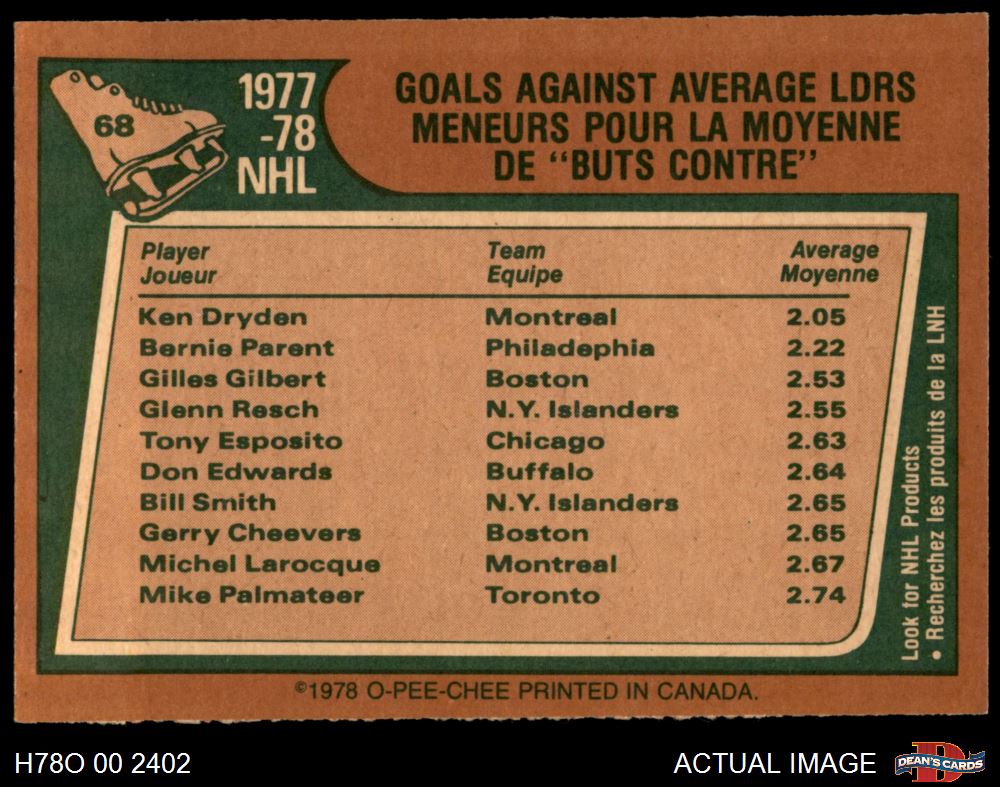 68
1977
-78
NHL
GOALS AGAINST AVERAGE LDRS
MENEURS POUR LA MOYENNE
DE “BUTS CONTRE”
Player Team Average
Joueur Equipe Moyenne
Ken Dryden Montreal 2.05
Bernie Parent Philadephia 2.22
Gilles Gilbert Boston 2.53
Glenn Resch N.Y. Islanders 2.55
Tony Esposito Chicago 2.63
Don Edwards Buffalo 2.64
Bill Smith N.Y. Islanders 2.65
Gerry Cheevers Boston 2.65
Michel Larocque Montreal 2.67
Mike Palmateer Toronto 2.74
Look for NHL Products
• Recherchez les produits de la LNH
©1978 O-PEE-CHEE PRINTED IN CANADA.
H78O 00 2402
ACTUAL IMAGE
D
DEAN'S CARDS